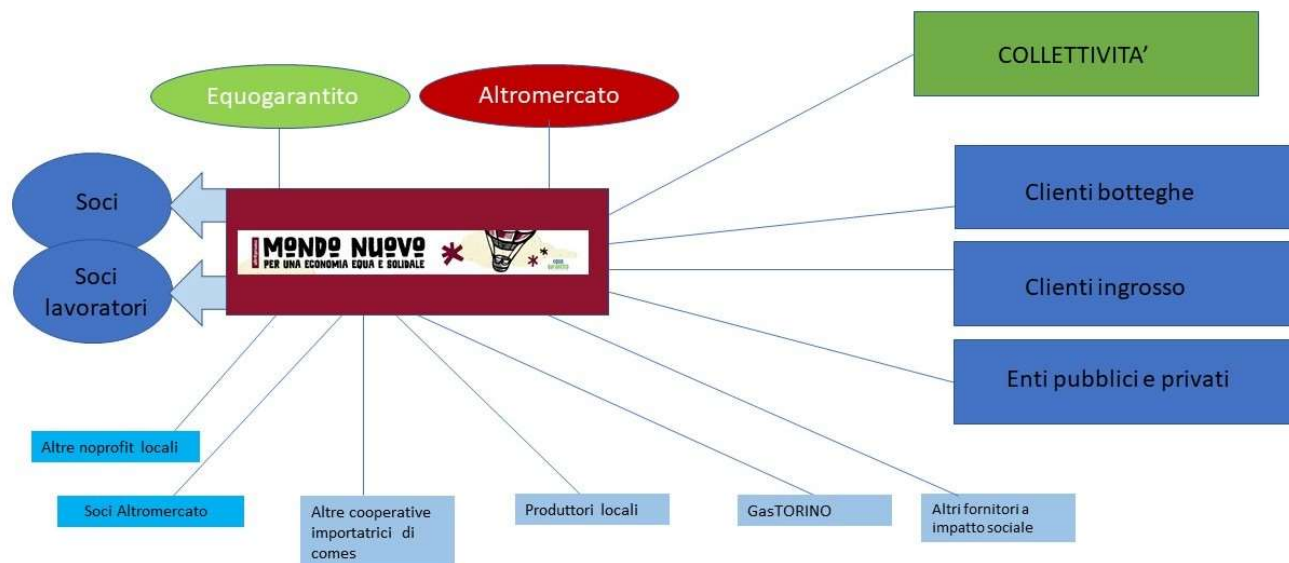 COLLETTIVITA’
Equogarantito
Altromercato
Soci
Clienti botteghe
MONDO NUOVO
PER UNA ECONOMIA EQUA E SOLIDALE
Soci
lavoratori
Clienti ingrosso
Enti pubblici e privati
Altre noprofit locali
Soci Altromercato
Altre cooperative
importatrici di
comes
Produttori locali
GasTORINO
Altri fornitori a
impatto sociale